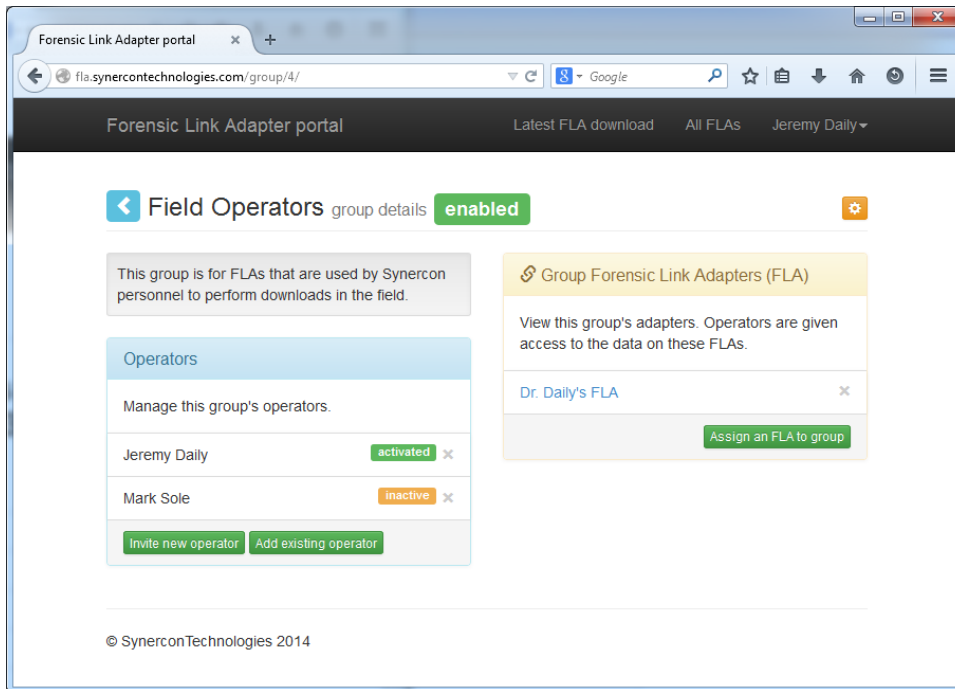 Forensic Link Adapter portal
fla.synercontechnologies.com/group/4/
Google
Forensic Link Adapter portal
Latest FLA download
All FLAs
Jeremy Daily
Field Operators group details enabled
This group is for FLAs that are used by Synercon
personnel to perform downloads in the field.
Operators
Manage this group's operators.
Jeremy Daily activated
Mark Sole inactive
Invite new operator Add existing operator
Group Forensic Link Adapters (FLA)
View this group's adapters. Operators are given
access to the data on these FLAs.
Dr. Daily's FLA
Assign an FLA to group
© SynerconTechnologies 2014